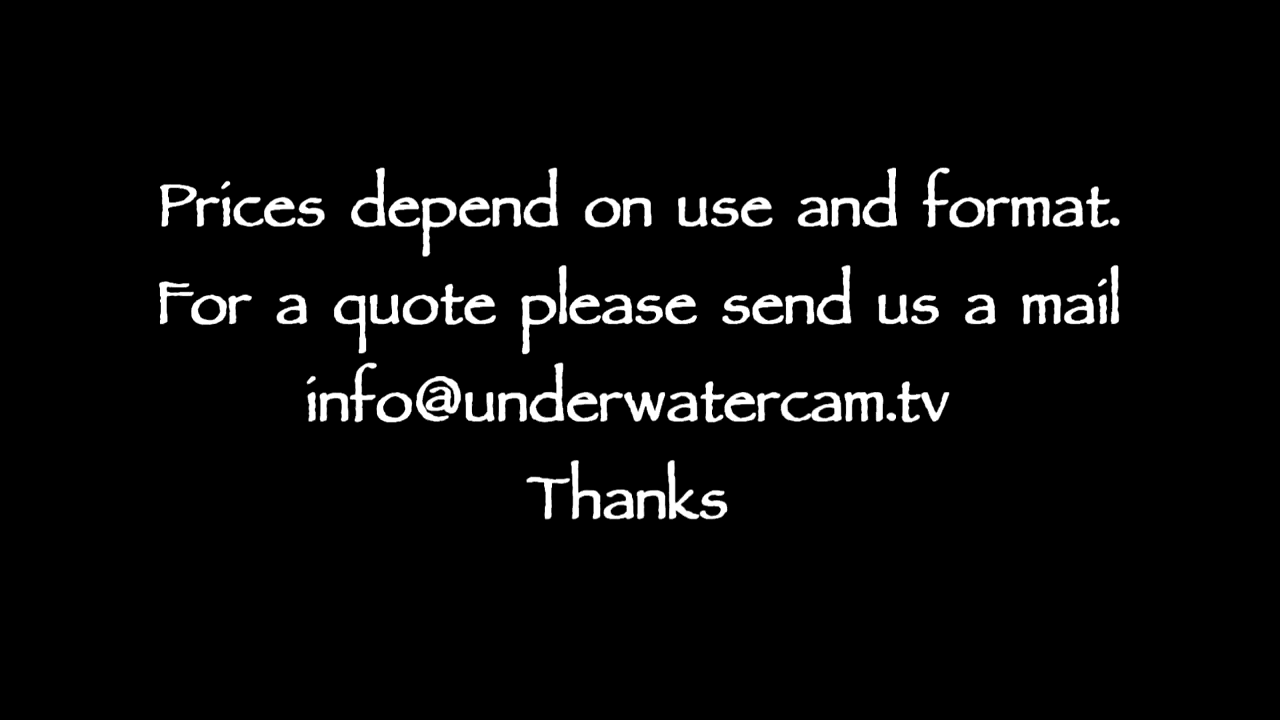 Prices depend on use and format.
For a quote please send us a mail
info@underwatercam.tv
Thanks